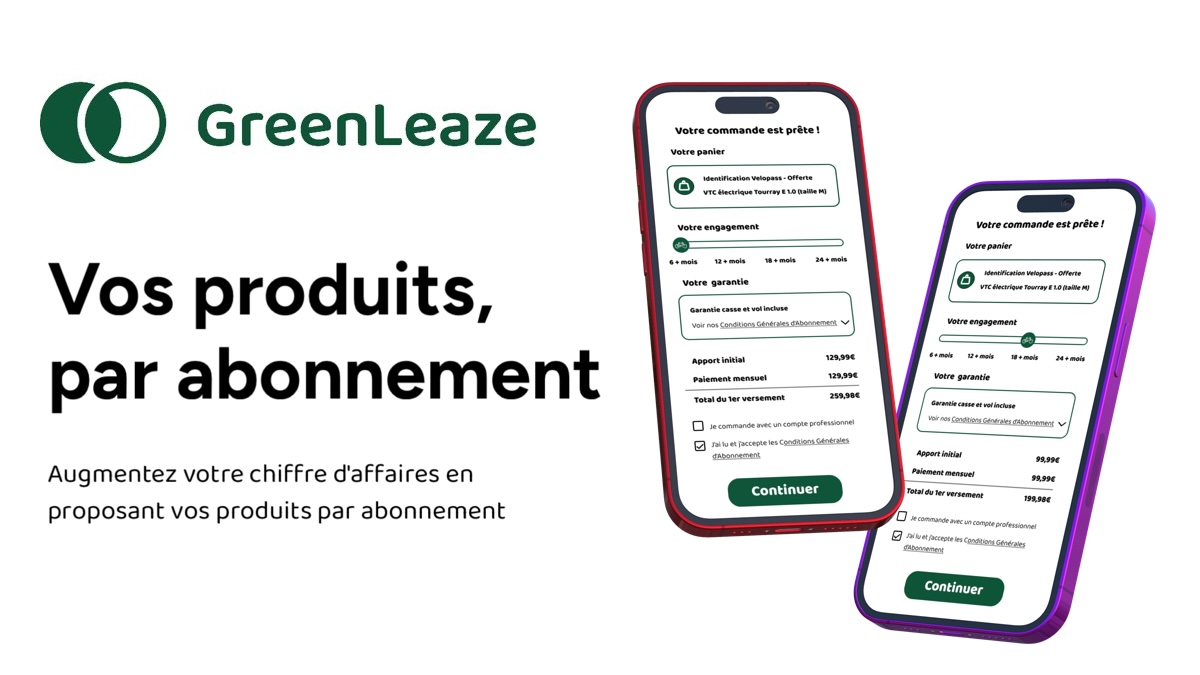 GreenLeaze
Vos produits,
par abonnement
Augmentez votre chiffre d'affaires en
proposant vos produits par abonnement
Votre commande est prête !
Votre panier
Identification Velopass - Offerte
VTC électrique Tourray E 1.0 (taille M)
Votre engagement
6 + mois 12 + mois 18 + mois 24 + mois
Votre garantie
Garantie casse et vol incluse
Voir nos Conditions Générales d'Abonnement
Apport initial 129,99€
Paiement mensuel 129,99€
Total du 1er versement 259,98€
Je commande avec un compte professionnel
J'ai lu et j'accepte les Conditions Générales
d'Abonnement
Continuer
Votre commande est prête !
Votre panier
Identification Velopass - Offerte
VTC électrique Tourray E 1.0 (taille M)
Votre engagement
6 + mois 12 + mois 18 + mois 24 + mois
Votre garantie
Garantie casse et vol incluse
Voir nos Conditions Générales d'Abonnement
Apport initial 99,99€
Paiement mensuel 99,99€
Total du 1er versement 199,98€
Je commande avec un compte professionnel
J'ai lu et j'accepte les Conditions Générales
d'Abonnement
Continuer